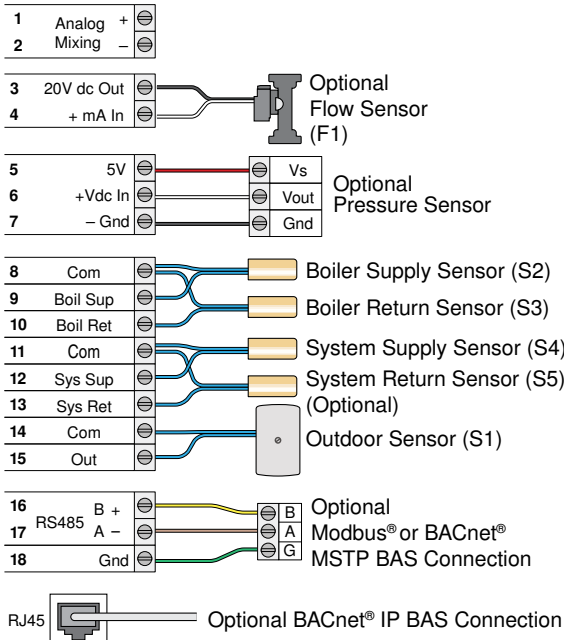 1 Analog +
2 Mixing –
3 20V dc Out
4 + mA In
Optional
Flow Sensor
(F1)
5 5V Vs
6 +Vdc In Vout
7 – Gnd Gnd
Optional
Pressure Sensor
8 Com
9 Boil Sup
10 Boil Ret
11 Com
12 Sys Sup
13 Sys Ret
14 Com
15 Out
Boiler Supply Sensor (S2)
Boiler Return Sensor (S3)
System Supply Sensor (S4)
System Return Sensor (S5)
(Optional)
Outdoor Sensor (S1)
16 B +
RS485
17 A –
18 Gnd
B
A
G
Optional
Modbus® or BACnet®
MSTP BAS Connection
RJ45
Optional BACnet® IP BAS Connection